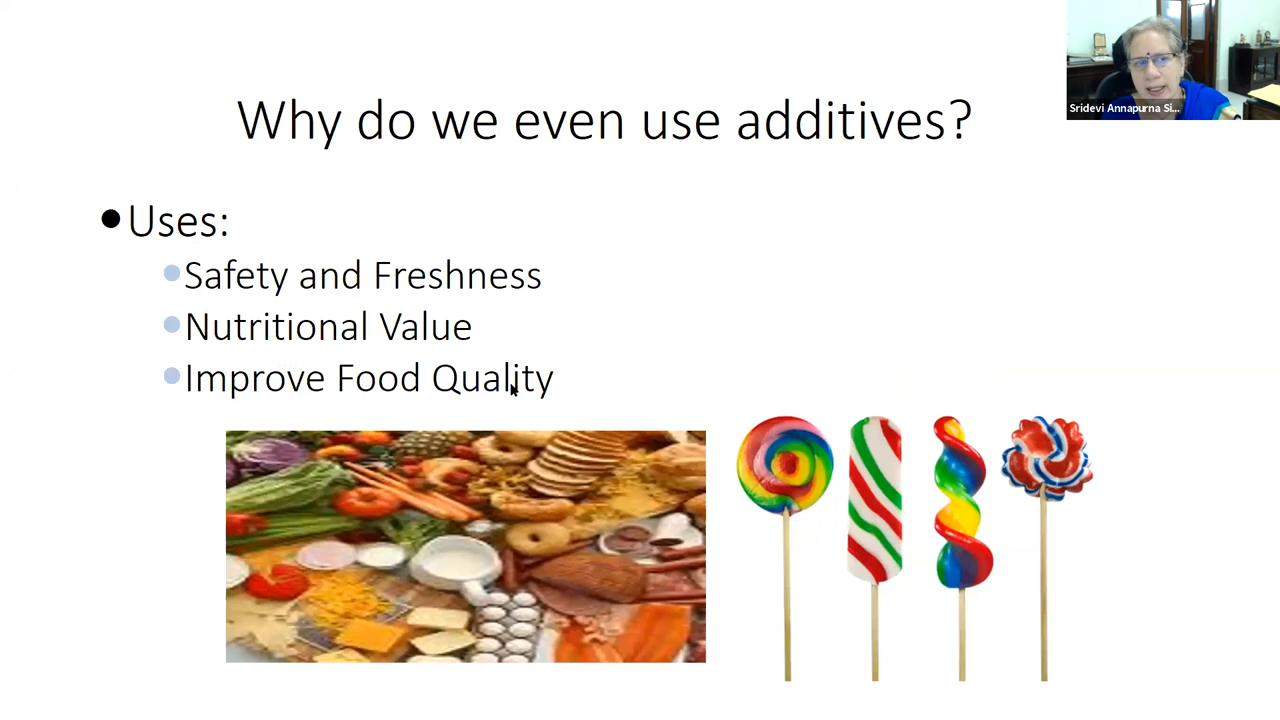 Why do we even use additives?
Sridevi Annapurna Si...
Uses:
Safety and Freshness
Nutritional Value
Improve Food Quality